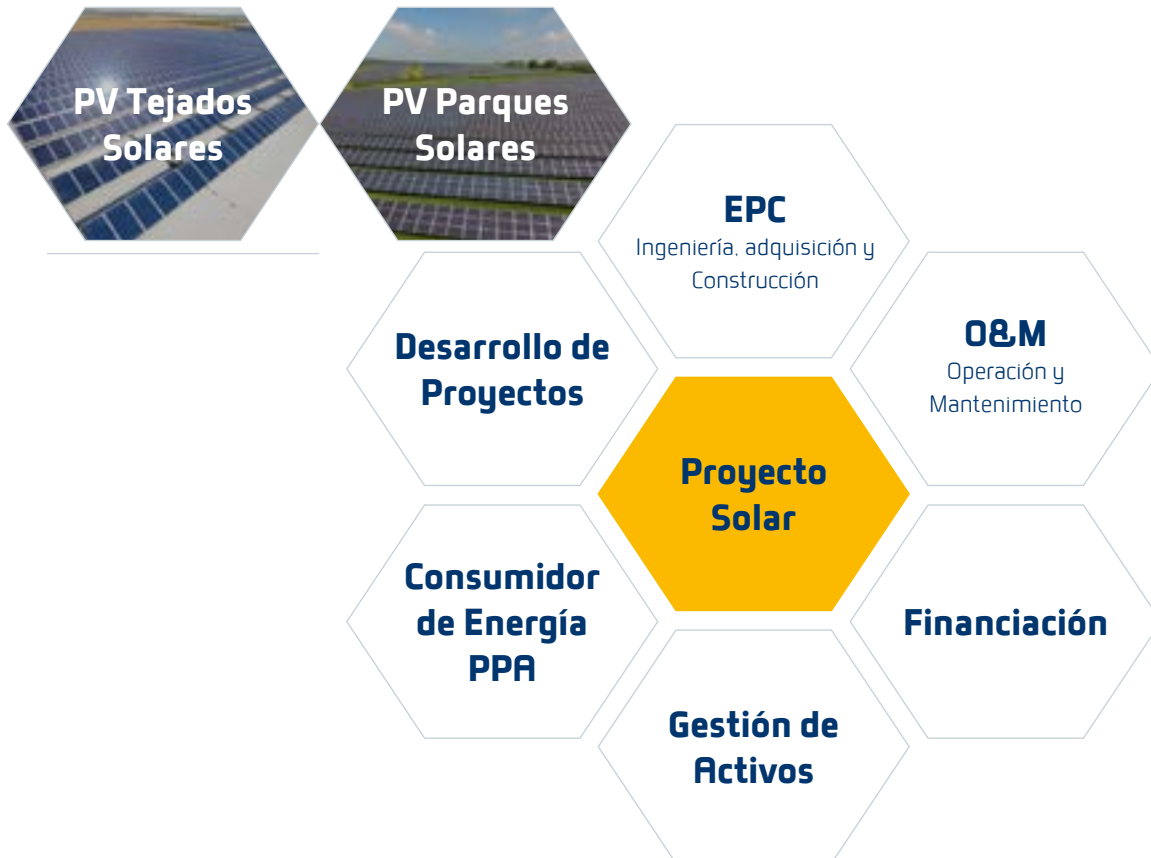 PV Tejados
Solares
PV Parques
Solares
EPC
Ingeniería, adquisición y
Construcción
Desarrollo de
Proyectos
O&M
Operación y
Mantenimiento
Proyecto
Solar
Consumidor
de Energía
PPA
Financiación
Gestión de
Activos